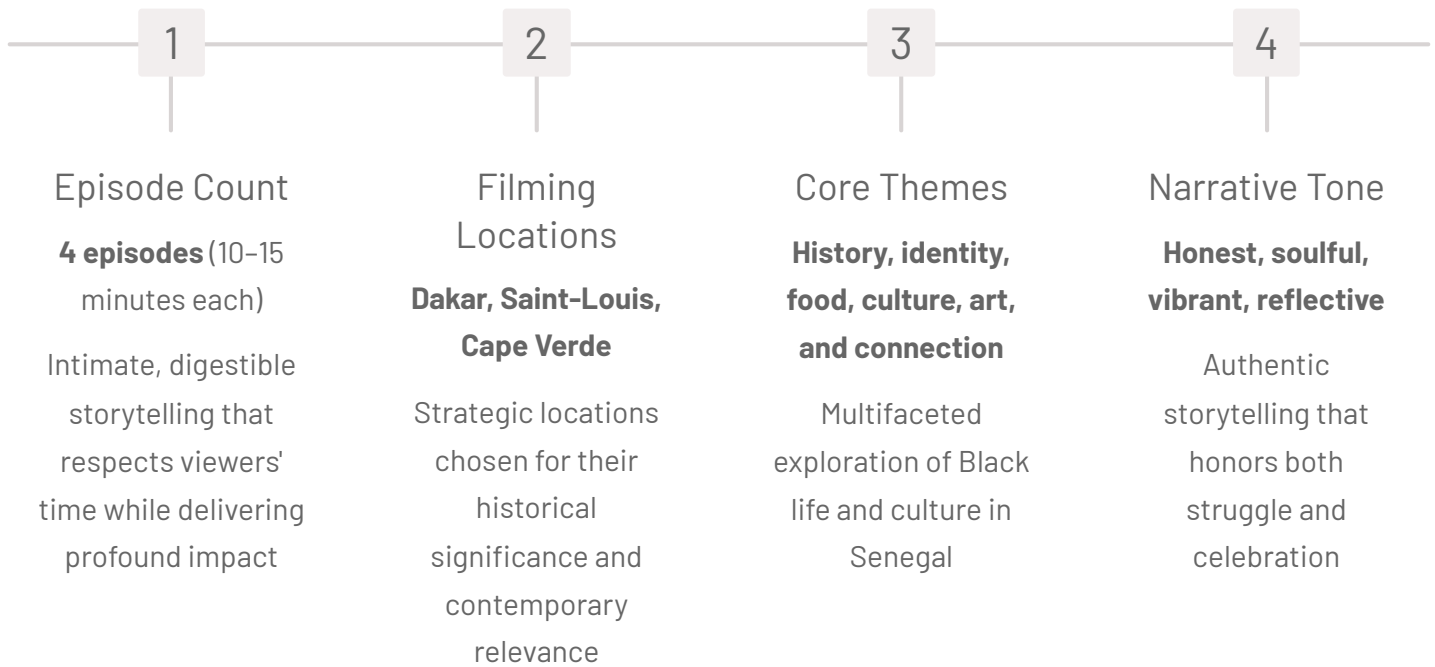 1
Episode Count
4 episodes (10–15
minutes each)
Intimate, digestible
storytelling that
respects viewers'
time while delivering
profound impact
2
Filming
Locations
Dakar, Saint-Louis,
Cape Verde
Strategic locations
chosen for their
historical
significance and
contemporary
relevance
3
Core Themes
History, identity,
food, culture, art,
and connection
Multifaceted
exploration of Black
life and culture in
Senegal
4
Narrative Tone
Honest, soulful,
vibrant, reflective
Authentic
storytelling that
honors both
struggle and
celebration